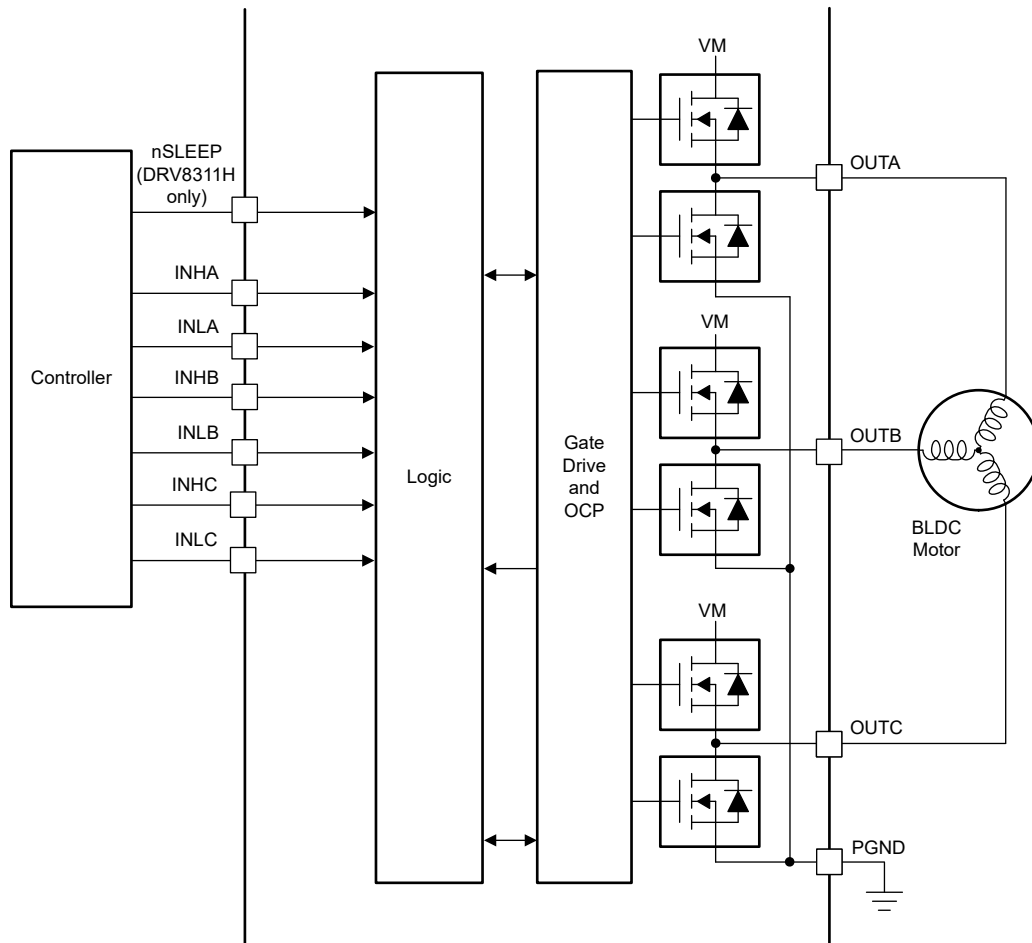 VM
nSLEEP
(DRV8311H
only)
OUTA
INHA
INLA
VM
Controller
INHB
OUTB
INLB
Logic
Gate
Drive
and
OCP
INHC
BLDC
Motor
INLC
VM
OUTC
PGND